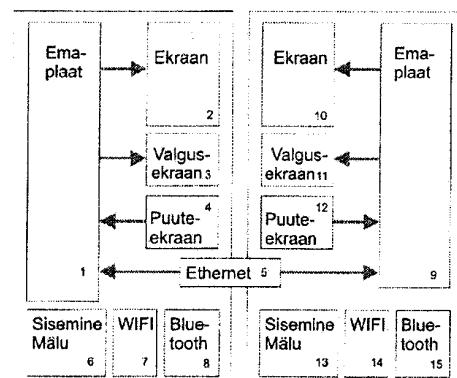 Ema-
plaat
1
Ekraan
2
Valgus-
ekraan 3
4
Puute-
ekraan
Ethernet 5
Sisemine
Mälu
6
WIFI
7
Blue-
tooth
8
Ekraan
10
Ema-
plaat
9
Valgus-
ekraan 11
12
Puute-
ekraan
Sisemine
Mälu
13
WIFI
14
Blue-
tooth
15